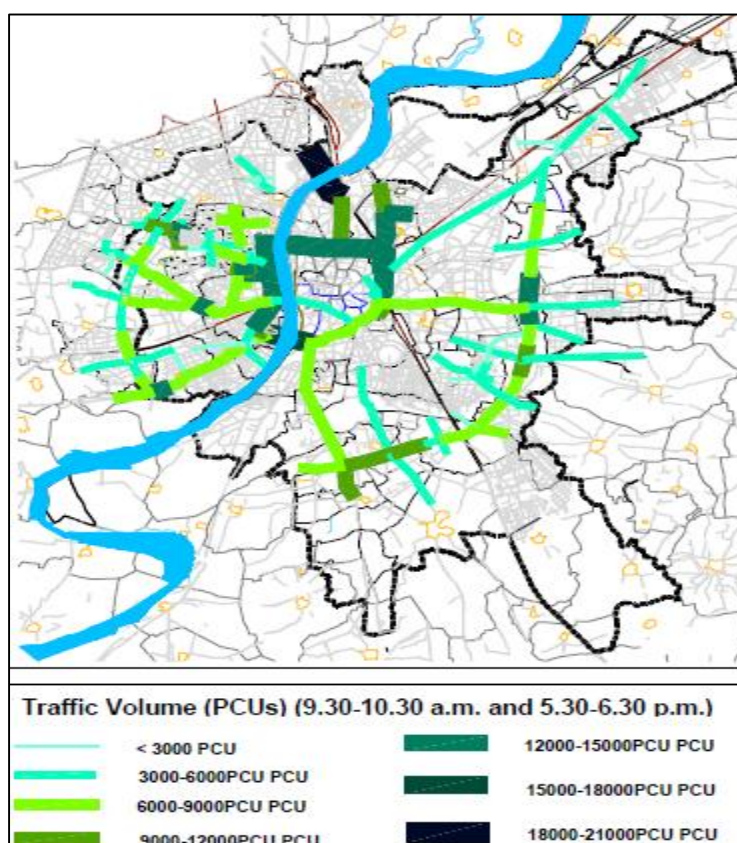 Traffic Volume (PCUs) (9.30-10.30 a.m. and 5.30-6.30 p.m.)
< 3000 PCU
3000-6000PCU PCU
6000-9000PCU PCU
9000-12000PCU PCU
12000-15000PCU PCU
15000-18000PCU PCU
18000-21000PCU PCU